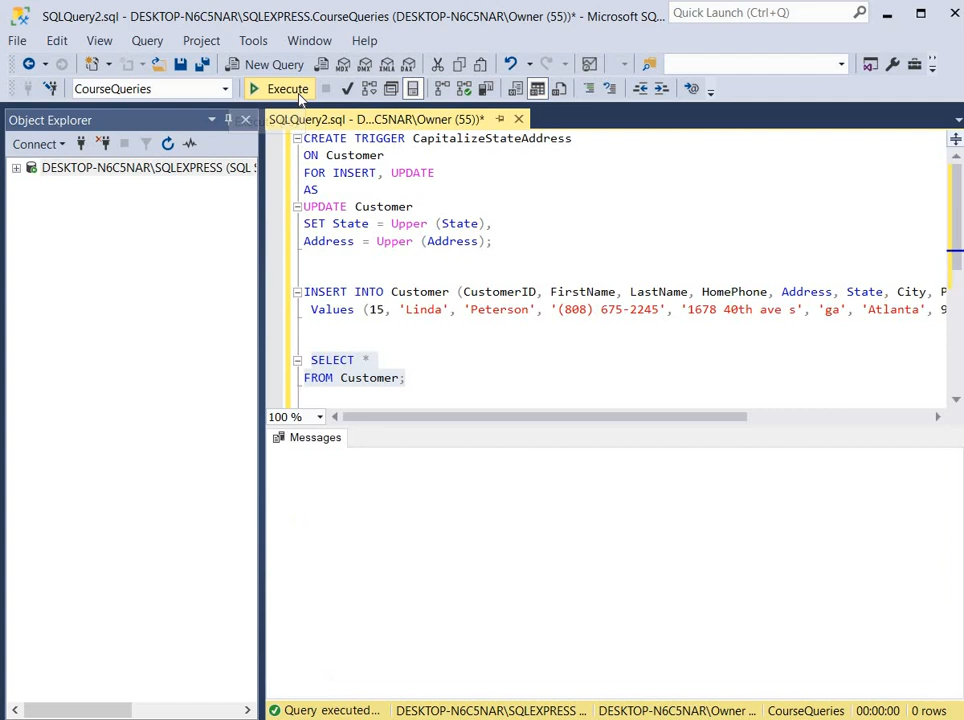 SQLQuery2.sql - DESKTOP-N6C5NAR\SQLEXPRESS.CourseQueries (DESKTOP-N6C5NAR\Owner (55))* - Microsoft SQ...
Quick Launch (Ctrl+Q)
File Edit View Query Project Tools Window Help
New Query
MDX DMX XMLA DAX
CourseQueries
Execute
Object Explorer
SQLQuery2.sql - D...C5NAR\Owner (55))*
Connect
DESKTOP-N6C5NAR\SQLEXPRESS (SQL S
CREATE TRIGGER CapitalizeStateAddress
ON Customer
FOR INSERT, UPDATE
AS
UPDATE Customer
SET State = Upper (State),
Address = Upper (Address);
INSERT INTO Customer (CustomerID, FirstName, LastName, HomePhone, Address, State, City, P
Values (15, 'Linda', 'Peterson', '(808) 675-2245', '1678 40th ave s', 'ga', 'Atlanta', 9
SELECT *
FROM Customer;
100 %
Messages
Query executed... DESKTOP-N6C5NAR\SQLEXPRESS ... DESKTOP-N6C5NAR\Owner ... CourseQueries 00:00:00 0 rows